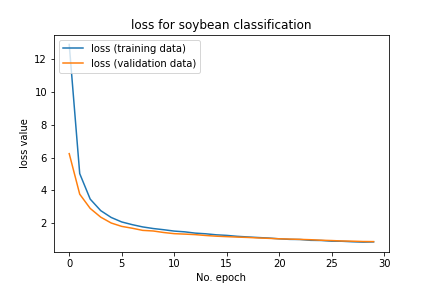 loss for soybean classification
loss (training data)
loss (validation data)
12
10
8
6
4
2
loss value
0 5 10 15 20 25 30
No. epoch